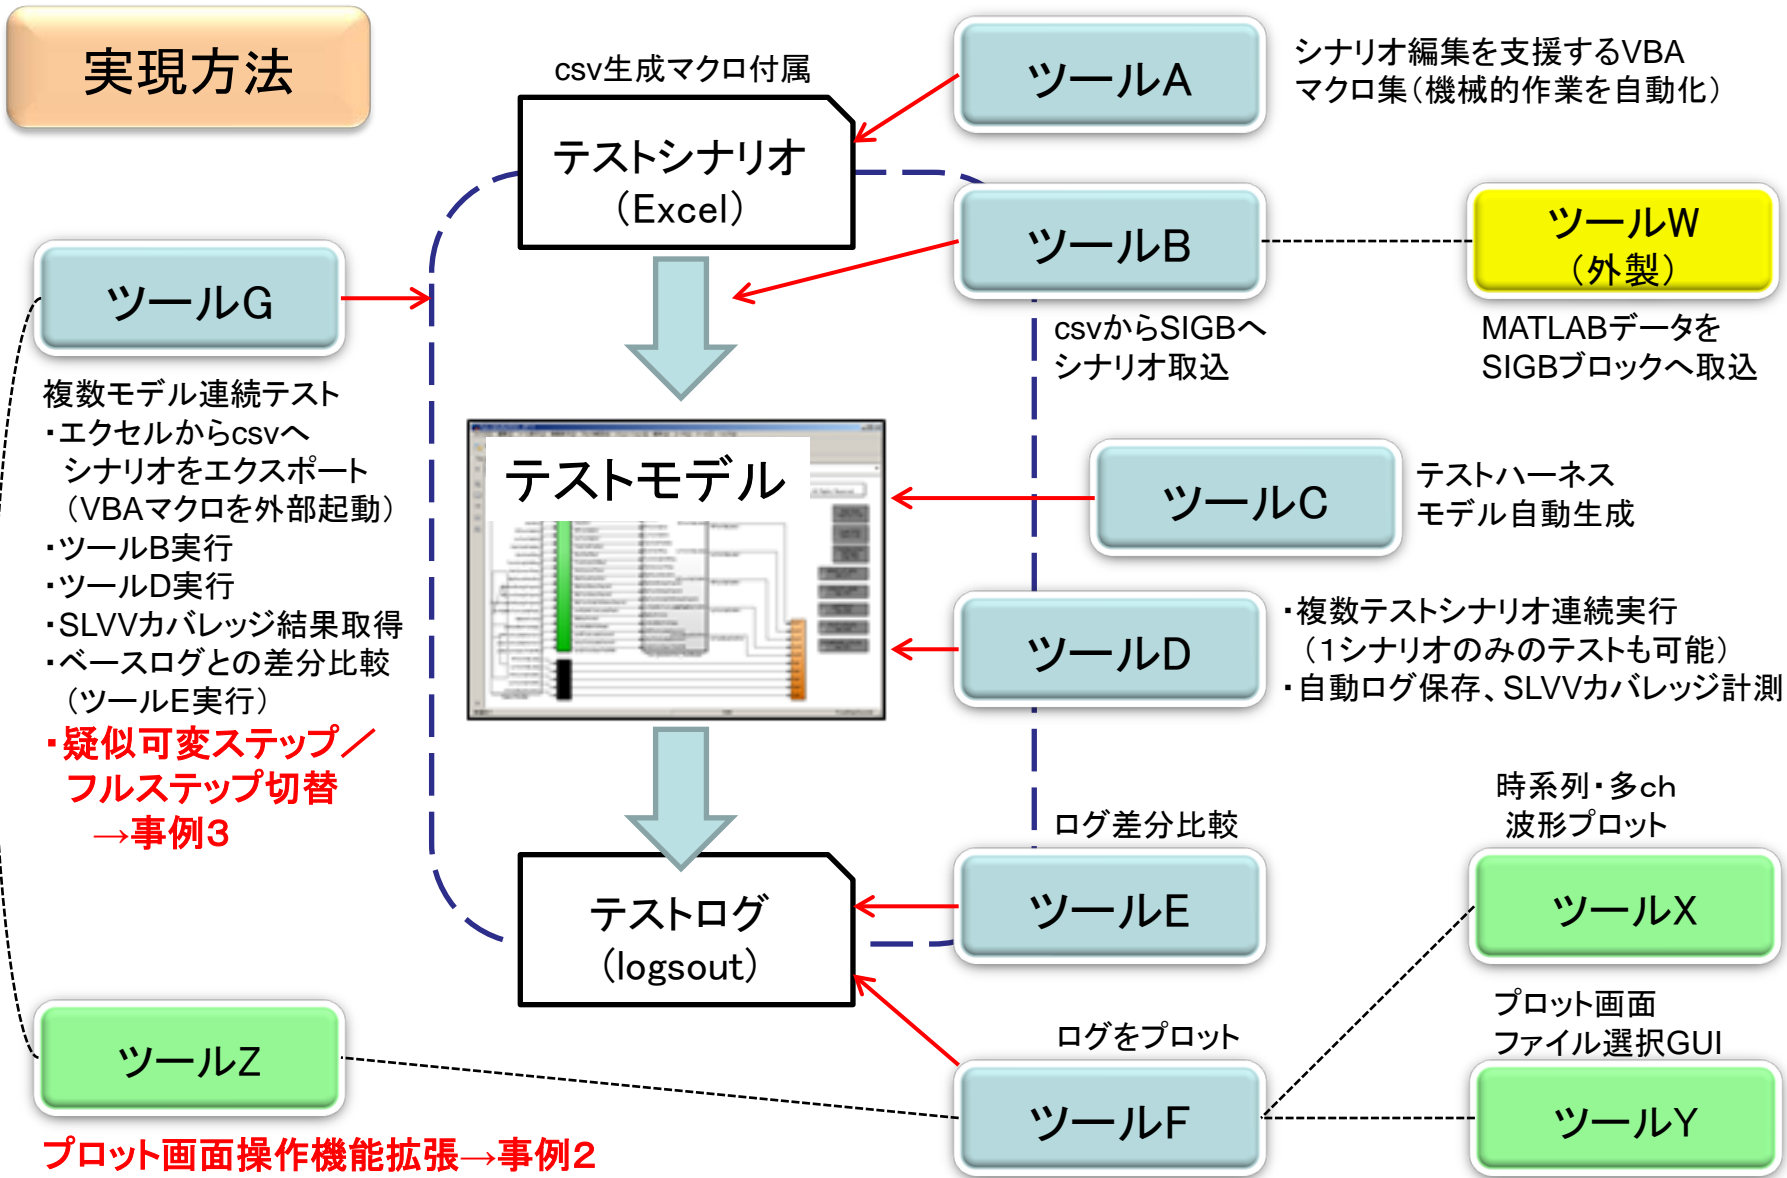 実現方法
csv生成マクロ付属
テストシナリオ
（Excel）
ツールA
シナリオ編集を支援するVBA
マクロ集（機械的作業を自動化）
ツールB
csvからSIGBへ
シナリオ取込
ツールW
（外製）
MATLABデータを
SIGBブロックへ取込
ツールG
複数モデル連続テスト
・エクセルからcsvへ
シナリオをエクスポート
（VBAマクロを外部起動）
・ツールB実行
・ツールD実行
・SLVVカバレッジ結果取得
・ベースログとの差分比較
（ツールE実行）
・疑似可変ステップ／
フルステップ切替
→事例3
テストモデル
ツールC
テストハーネス
モデル自動生成
ツールD
・複数テストシナリオ連続実行
（1シナリオのみのテストも可能）
・自動ログ保存、SLVVカバレッジ計測
ログ差分比較
ツールE
テストログ
（logsout）
時系列・多ch
波形プロット
ツールX
ログをプロット
ツールF
プロット画面
ファイル選択GUI
ツールY
ツールZ
プロット画面操作機能拡張→事例2